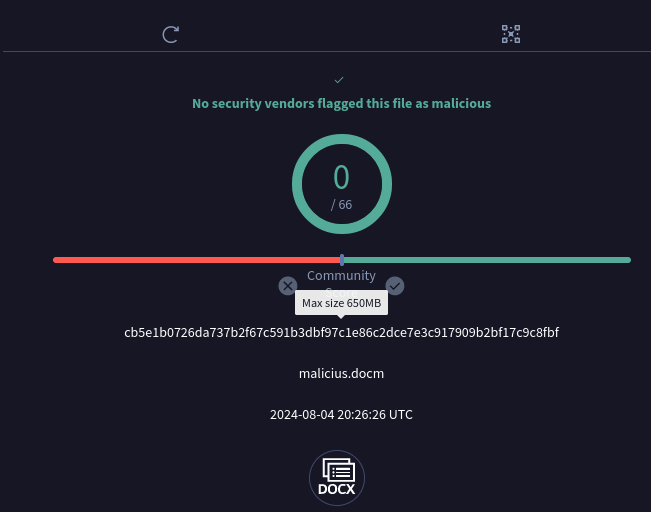 No security vendors flagged this file as malicious
0
/ 66
Community
Max size 650MB
cb5e1b0726da737b2f67c591b3dbf97c1e86c2dce7e3c917909b2bf17c9c8fbf
malicius.docm
2024-08-04 20:26:26 UTC
DOCX